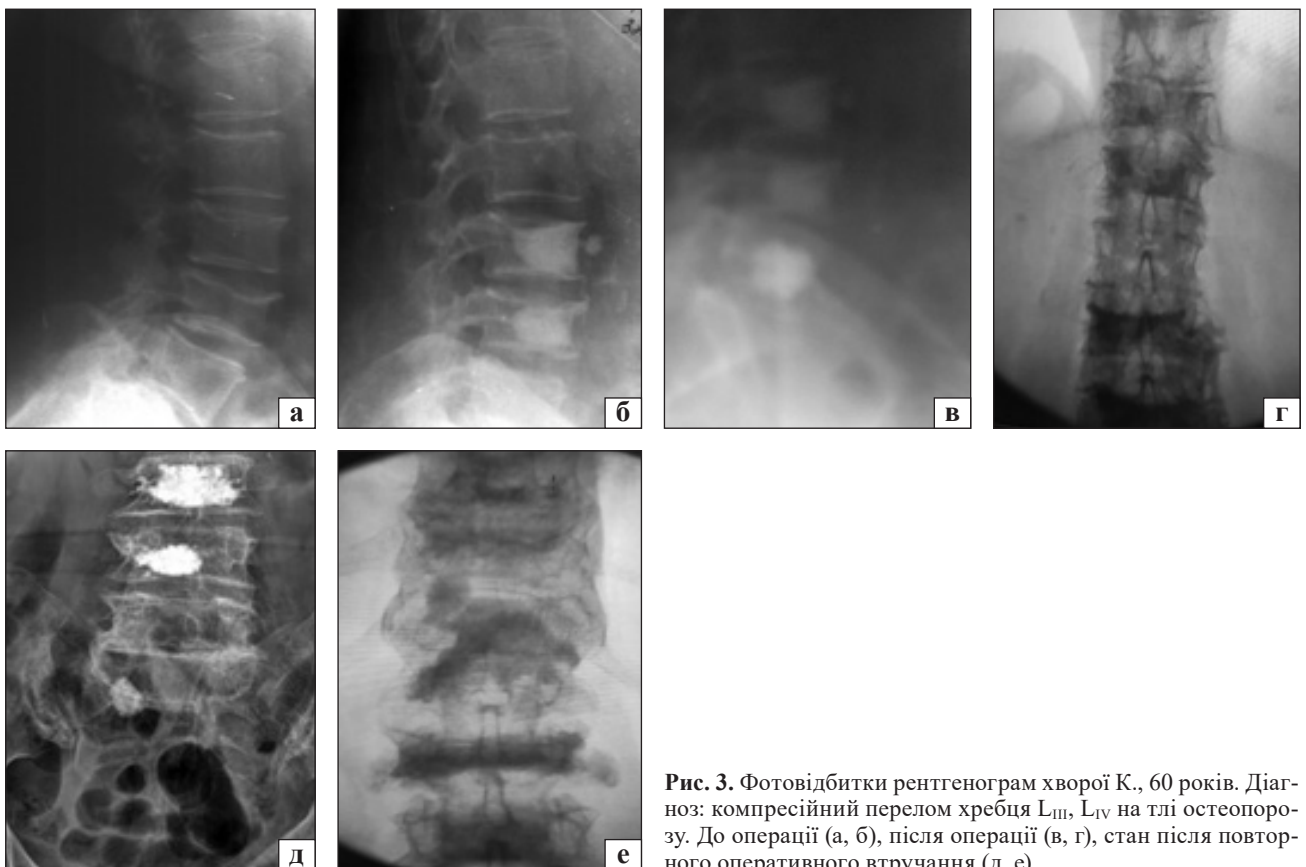 а
б
в
г
д
е
Рис. 3. Фотовідбитки рентгенограм хворої К., 60 років. Діаг-
ноз: компресійний перелом хребця LIII, LIV на тлі остеопоро-
зу. До операції (а, б), після операції (в, г), стан після повтор-
ного оперативного втручання (д, е)